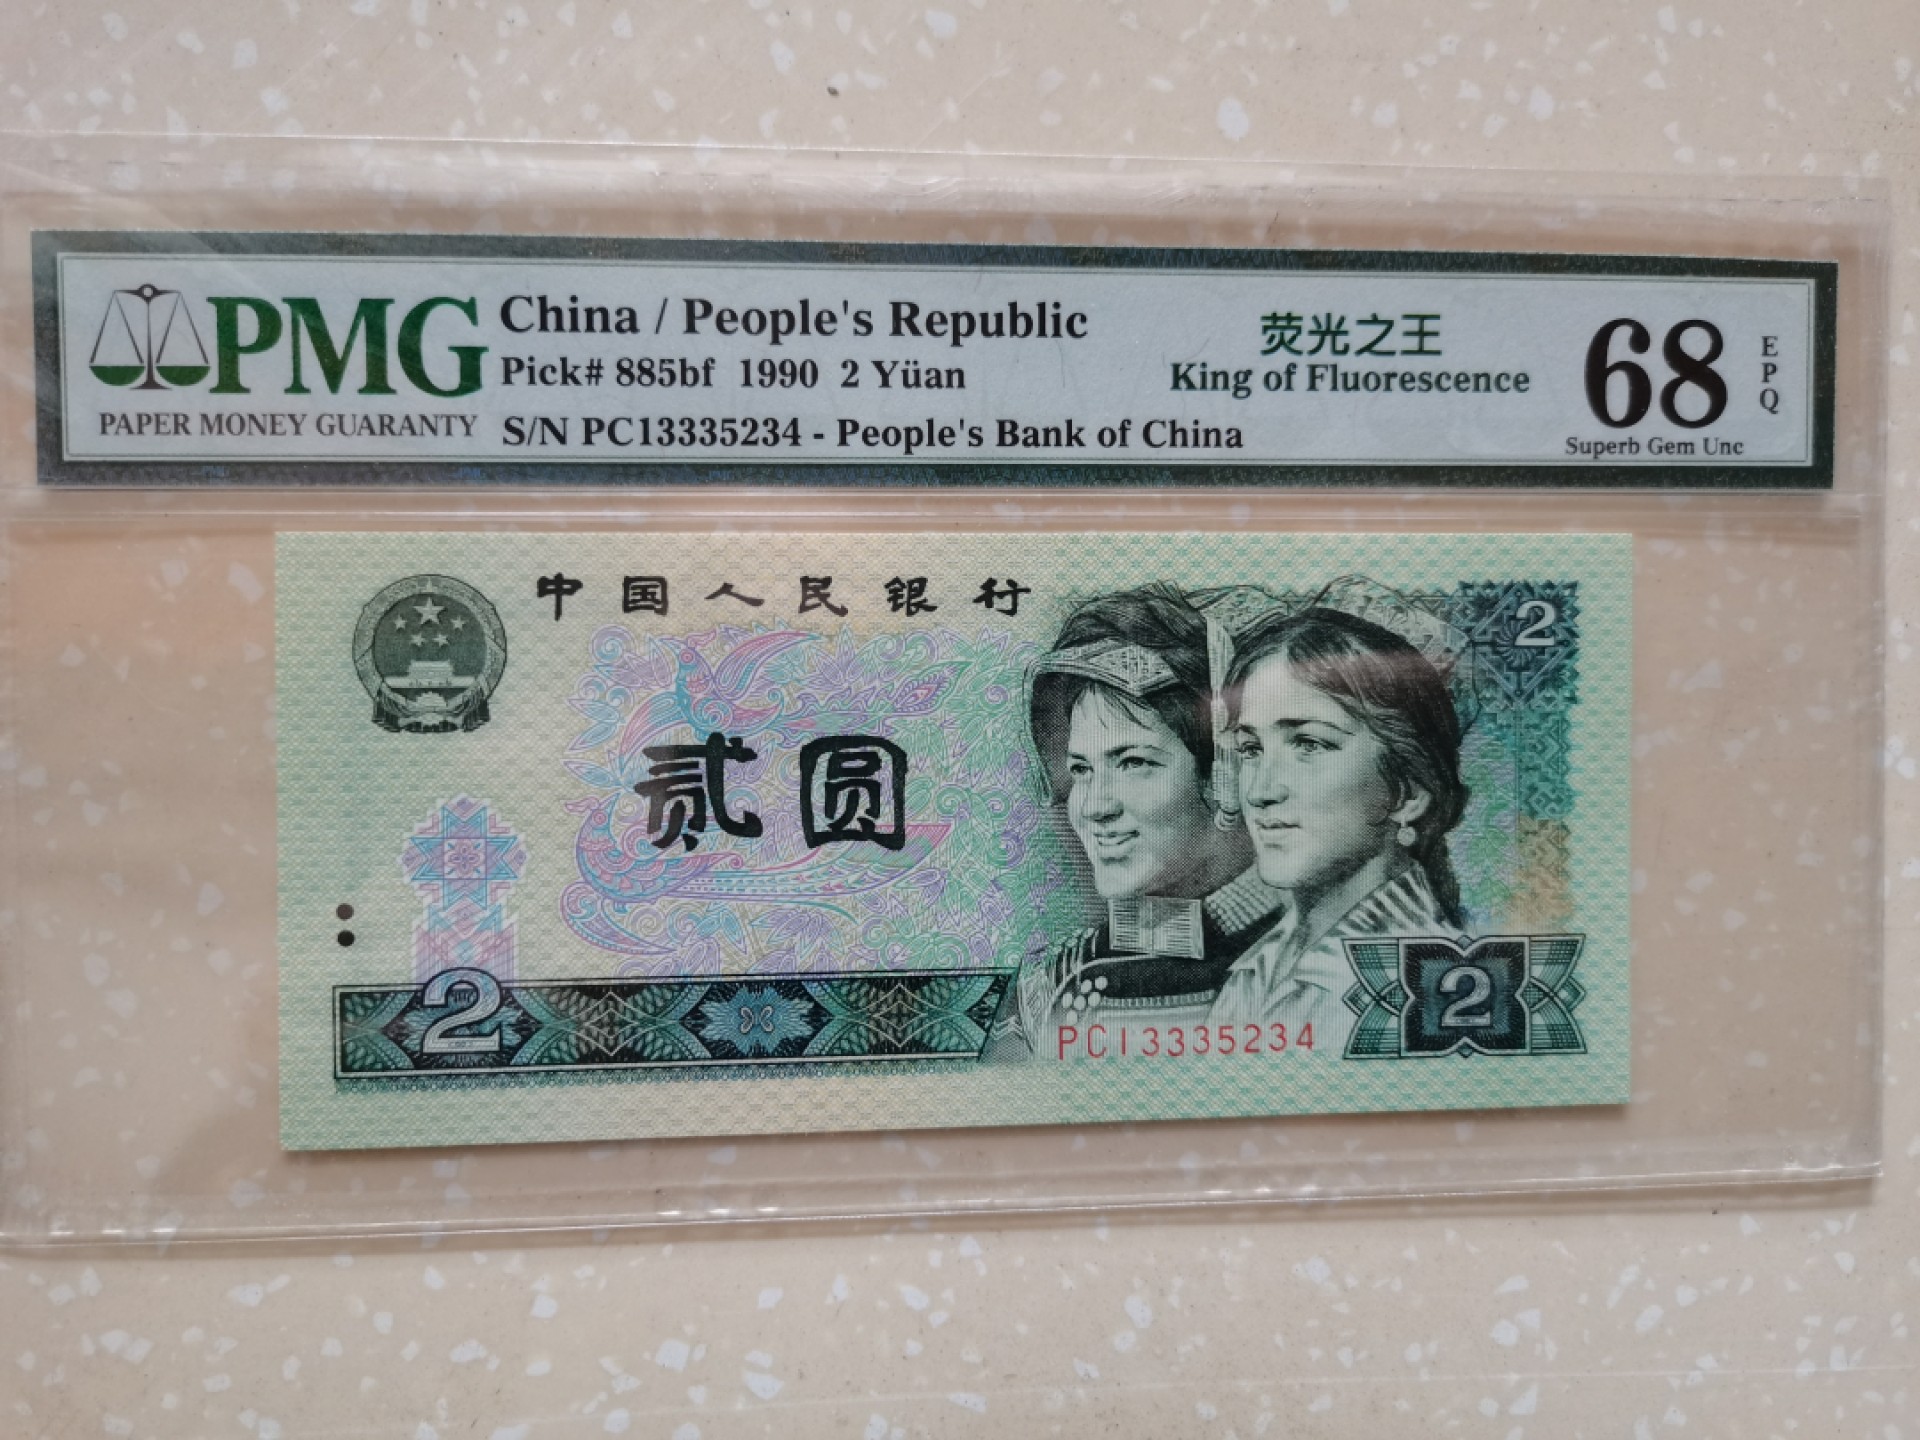 PMG
PAPER MONEY GUARANTY
China / People's Republic
Pick# 885bf 1990 2 Yüan
S/N PC13335234 - People's Bank of China
荧光之王
King of Fluorescence
68
EPQ
Superb Gem Unc
中国人民银行
2
贰圆
2
2
PC13335234